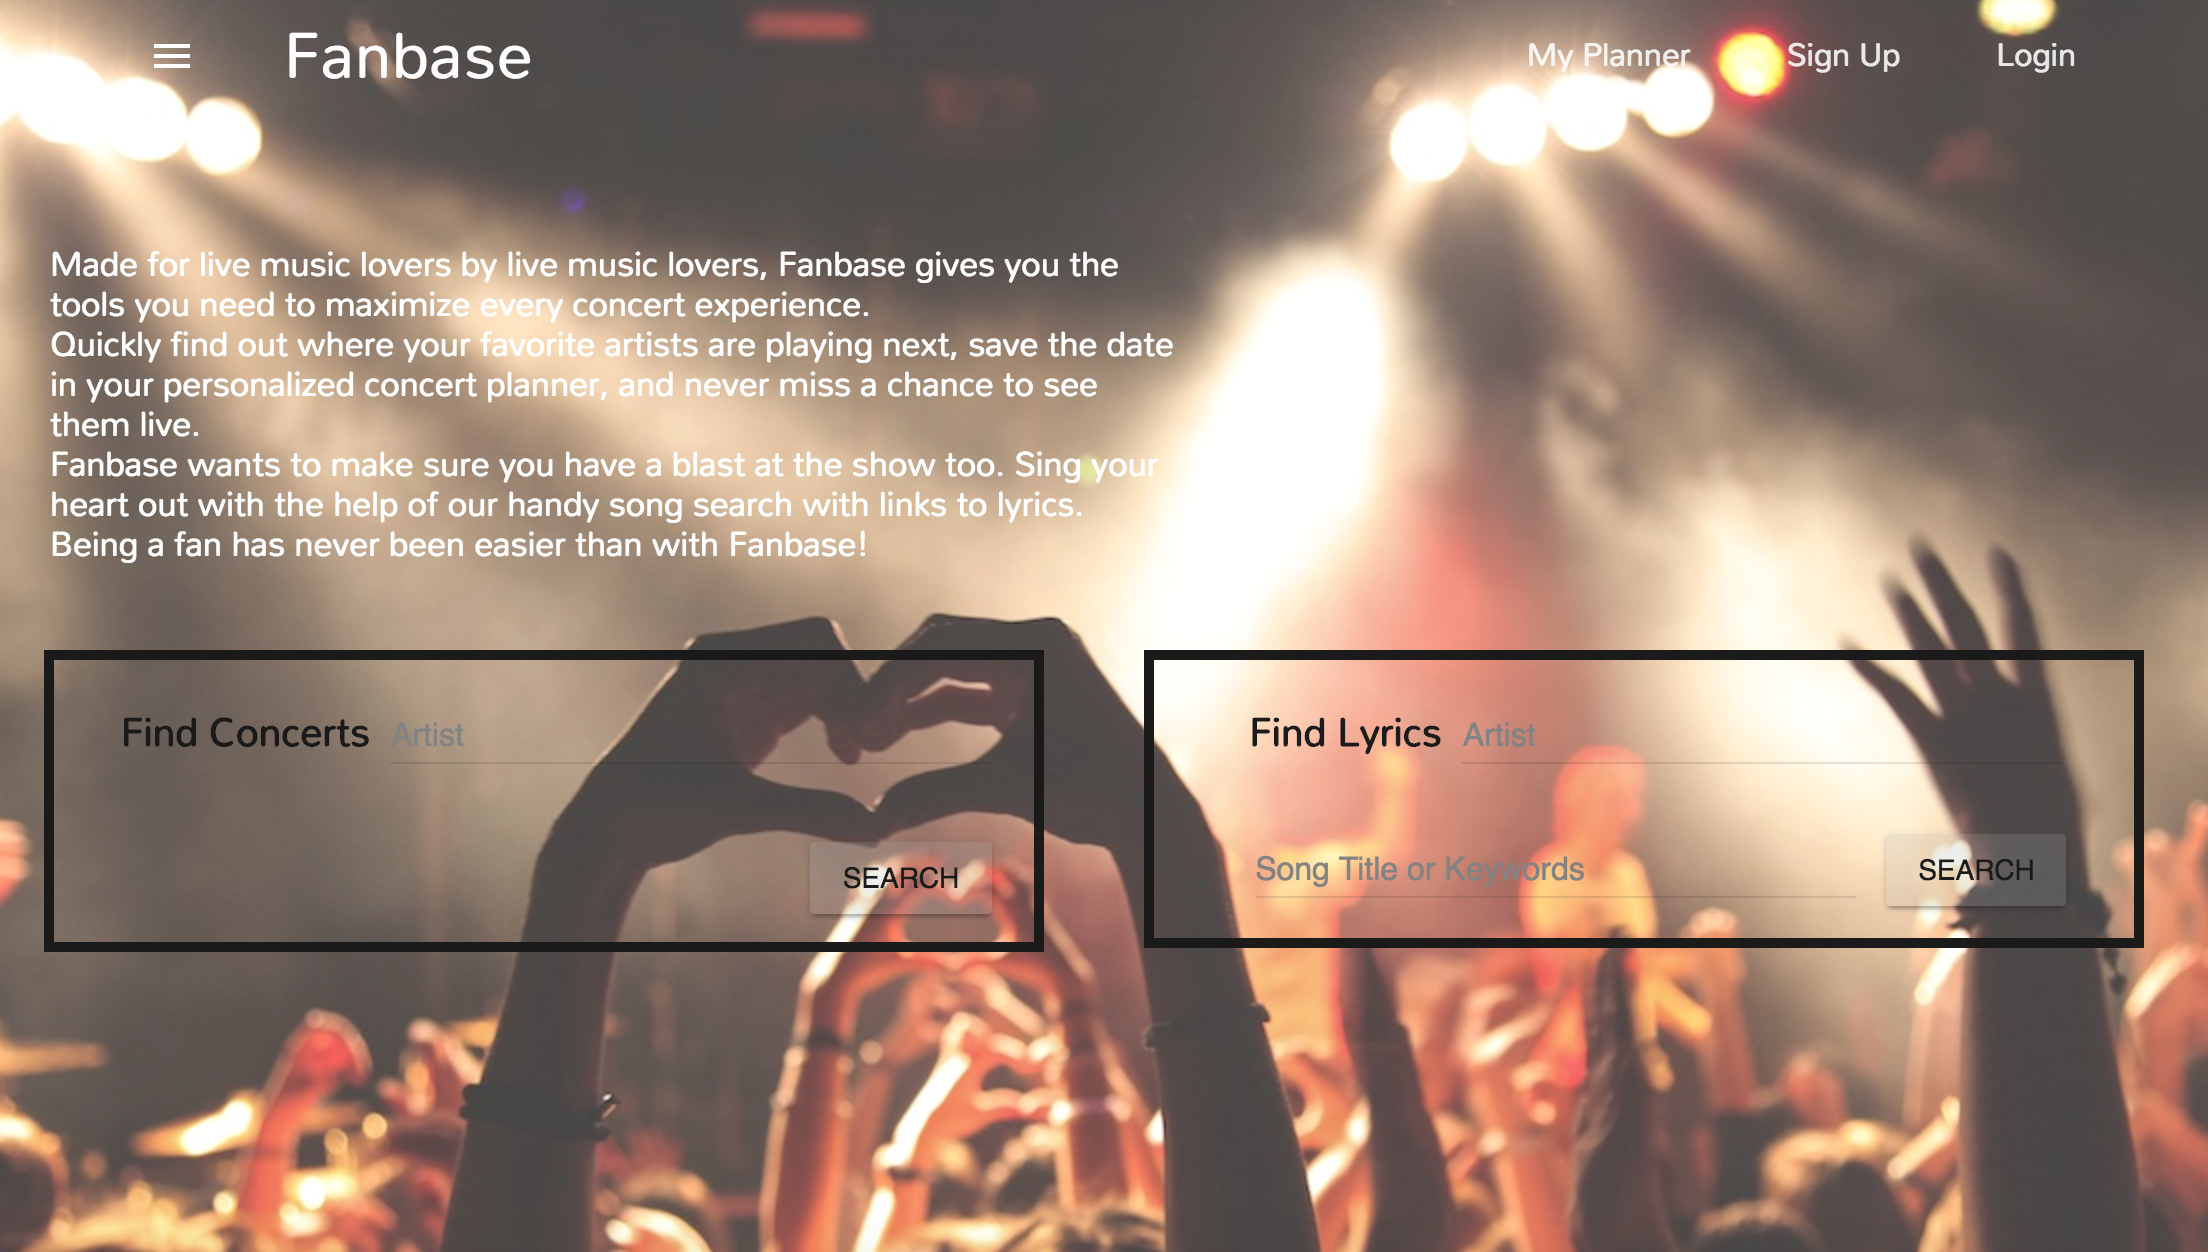 Fanbase
My Planner
Sign Up
Login
Made for live music lovers by live music lovers, Fanbase gives you the
tools you need to maximize every concert experience.
Quickly find out where your favorite artists are playing next, save the date
in your personalized concert planner, and never miss a chance to see
them live.
Fanbase wants to make sure you have a blast at the show too. Sing your
heart out with the help of our handy song search with links to lyrics.
Being a fan has never been easier than with Fanbase!
Find Concerts Artist
SEARCH
Find Lyrics Artist
Song Title or Keywords
SEARCH